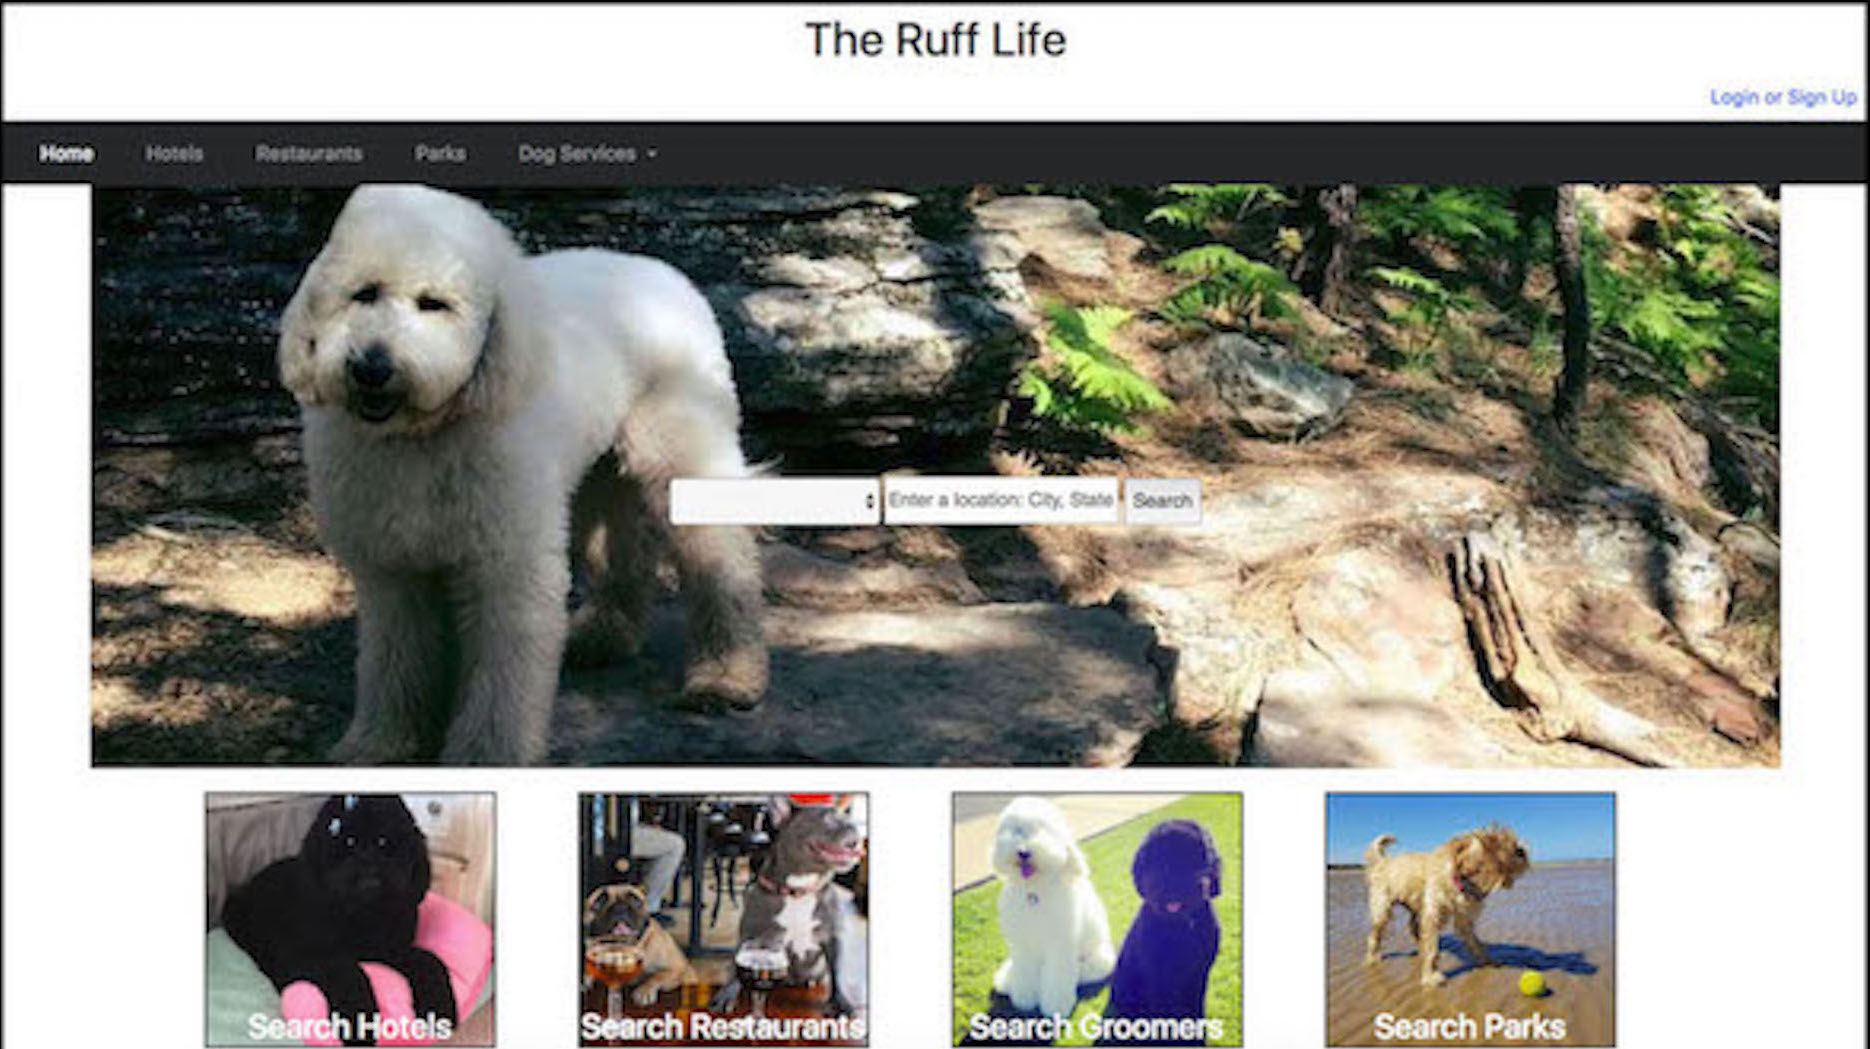 The Ruff Life
Login or Sign Up
Home Hotels Restaurants Parks Dog Services
Enter a location: City, State Search
Search Hotels Search Restaurants Search Groomers Search Parks